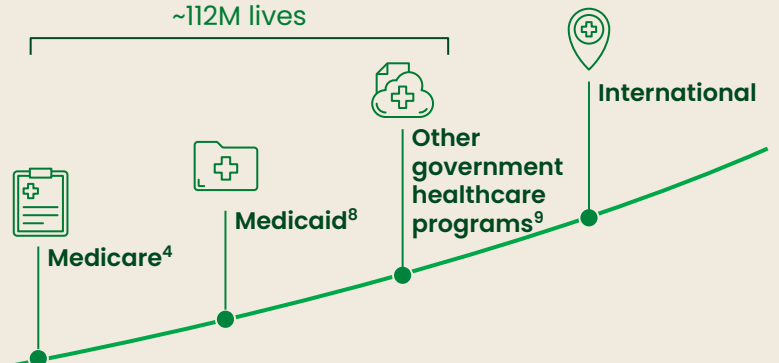 ~112M lives
International
Other
government
healthcare
programs⁹
Medicaid⁸
Medicare⁴